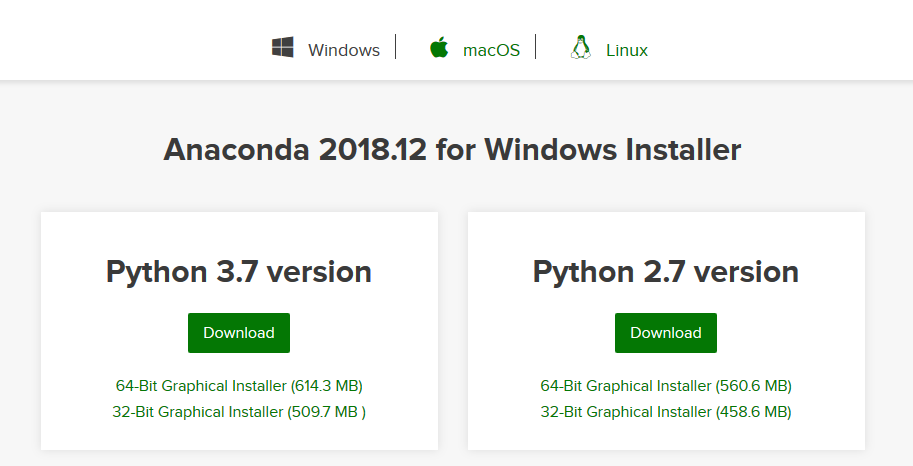 Windows
macOS
Linux
Anaconda 2018.12 for Windows Installer
Python 3.7 version
Download
64-Bit Graphical Installer (614.3 MB)
32-Bit Graphical Installer (509.7 MB )
Python 2.7 version
Download
64-Bit Graphical Installer (560.6 MB)
32-Bit Graphical Installer (458.6 MB)